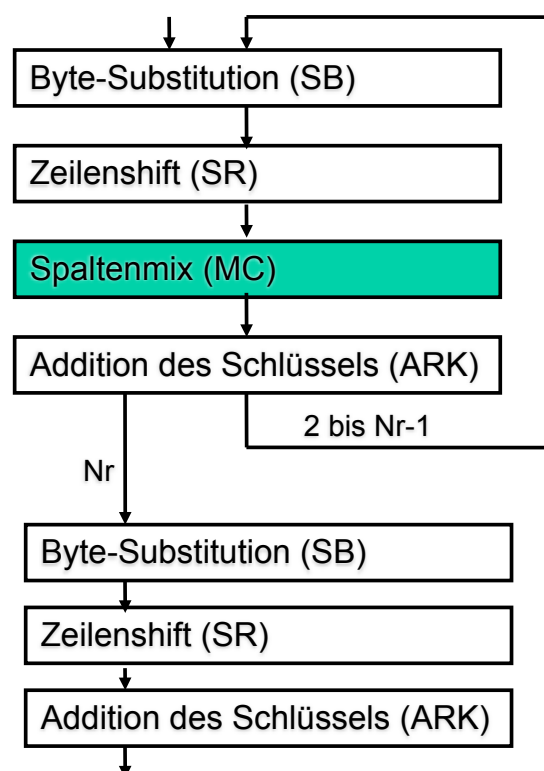 Byte-Substitution (SB)
Zeilenshift (SR)
Spaltenmix (MC)
Addition des Schlüssels (ARK)
2 bis Nr-1
Nr
Byte-Substitution (SB)
Zeilenshift (SR)
Addition des Schlüssels (ARK)